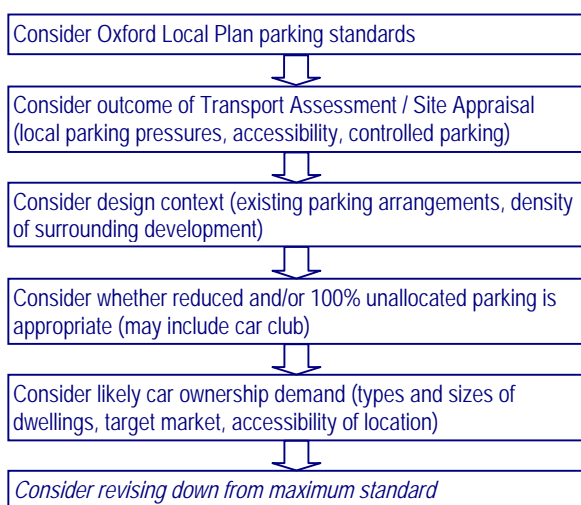 Consider Oxford Local Plan parking standards
Consider outcome of Transport Assessment / Site Appraisal
(local parking pressures, accessibility, controlled parking)
Consider design context (existing parking arrangements, density
of surrounding development)
Consider whether reduced and/or 100% unallocated parking is
appropriate (may include car club)
Consider likely car ownership demand (types and sizes of
dwellings, target market, accessibility of location)
Consider revising down from maximum standard